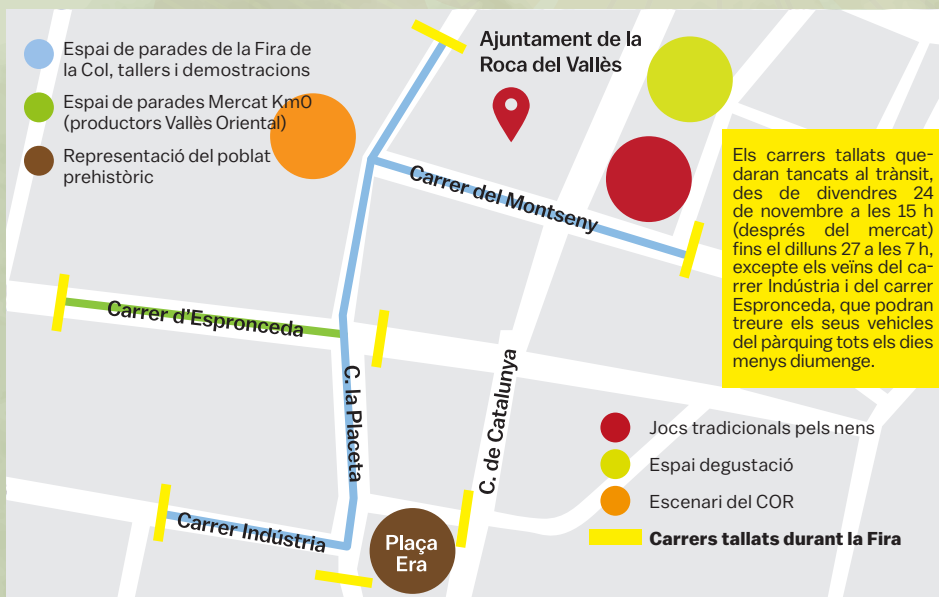 Espai de parades de la Fira de
la Col, tallers i demostracions
Espai de parades Mercat Km0
(productors Vallès Oriental)
Representació del poblat
prehistòric
Ajuntament de la
Roca del Vallès
Carrer del Montseny
Els carrers tallats que-
daran tancats al trànsit,
des de divendres 24
de novembre a les 15 h
(després del mercat)
fins el dilluns 27 a les 7 h,
excepte els veïns del ca-
rrer Indústria i del carrer
Espronceda, que podran
treure els seus vehicles
del pàrquing tots els dies
menys diumenge.
Carrer d'Espronceda
C. la Placeta
C. de Catalunya
Carrer Indústria
Plaça
Era
Jocs tradicionals pels nens
Espai degustació
Escenari del COR
Carrers tallats durant la Fira